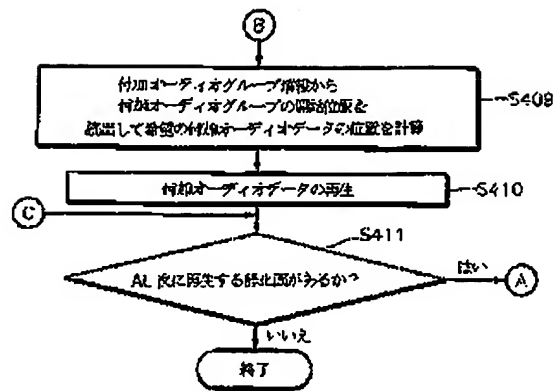 B
付加オーディオグループ情報から
付加オーディオグループの開始位置を
読出して希望の付加オーディオデータの位置を計算
S409
付加オーディオデータの再生
S410
C
S411
次に再生する静止画があるか?
はい
A
いいえ
終了